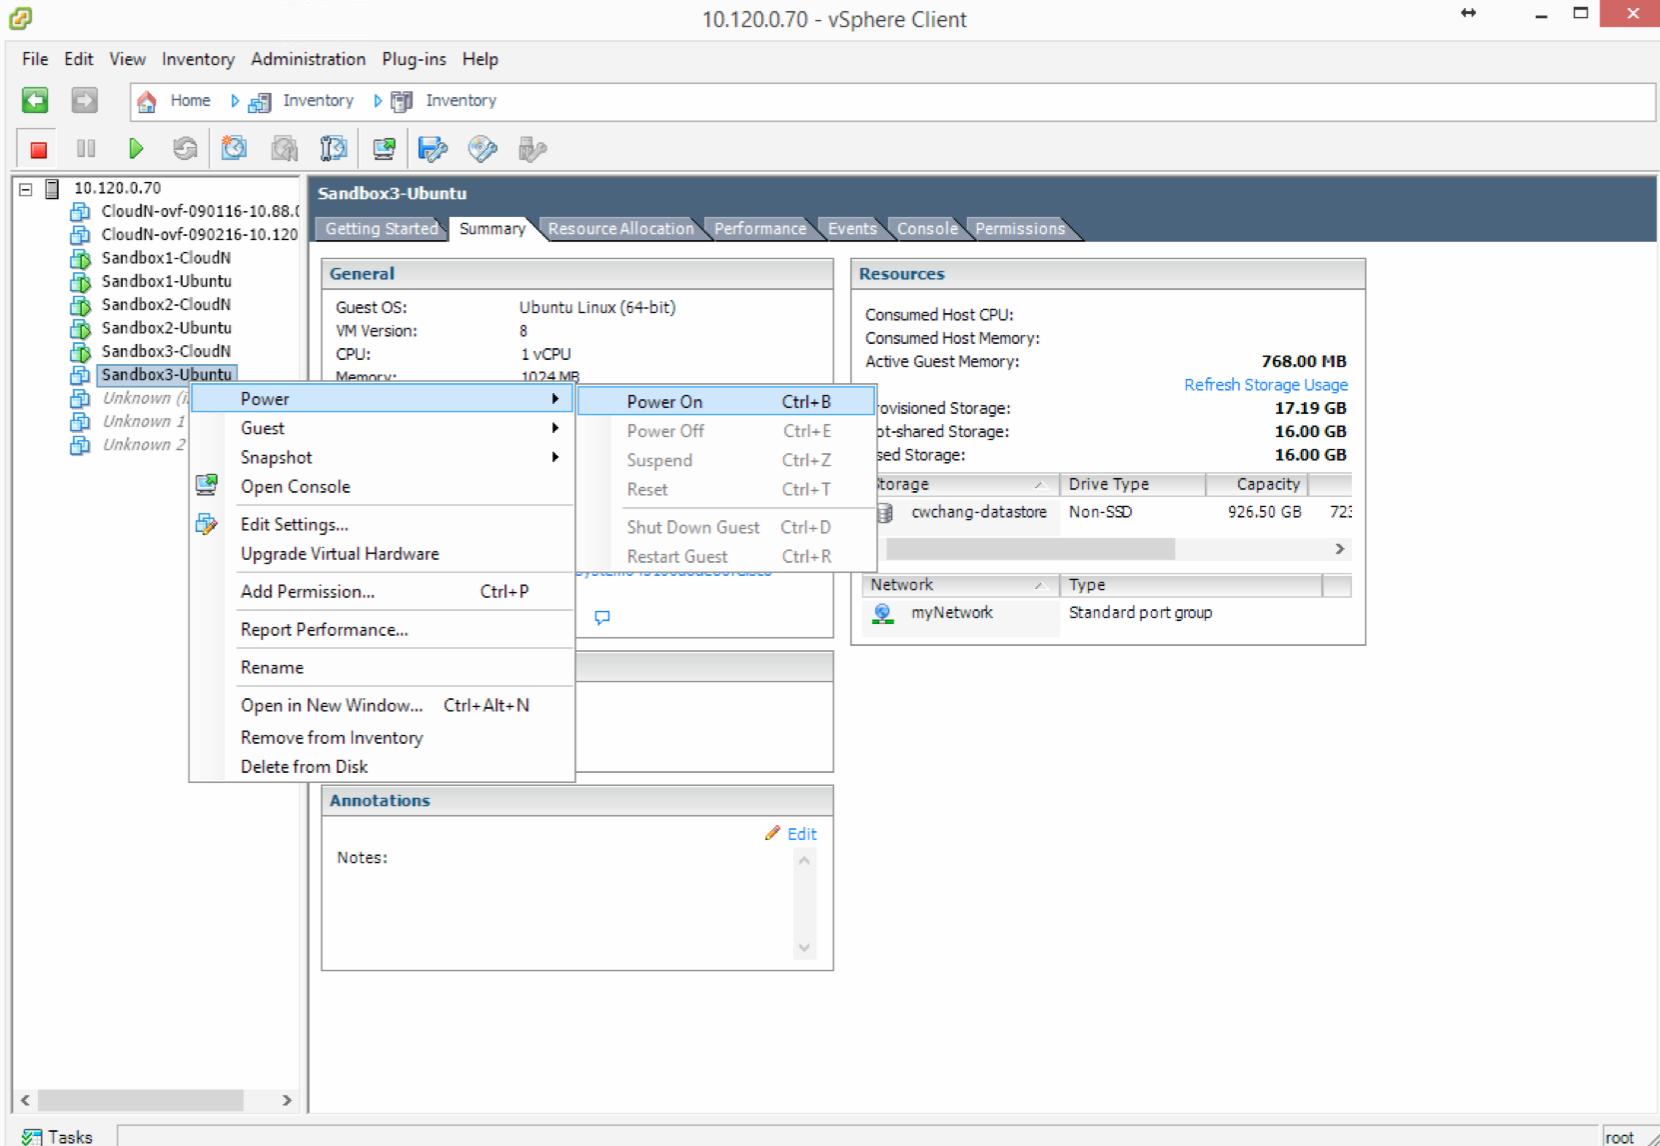 10.120.0.70 - vSphere Client
File Edit View Inventory Administration Plug-ins Help
Home Inventory Inventory
10.120.0.70
CloudN-ovf-090116-10.88.
CloudN-ovf-090216-10.120
Sandbox1-CloudN
Sandbox1-Ubuntu
Sandbox2-CloudN
Sandbox2-Ubuntu
Sandbox3-CloudN
Sandbox3-Ubuntu
Unknown
Unknown 1
Unknown 2
Sandbox3-Ubuntu
Getting Started Summary Resource Allocation Performance Events Console Permissions
General
Guest OS: Ubuntu Linux (64-bit)
VM Version: 8
CPU: 1 vCPU
Memory: 1024 MB
Power
Guest
Snapshot
Open Console
Edit Settings...
Upgrade Virtual Hardware
Add Permission... Ctrl+P
Report Performance...
Rename
Open in New Window... Ctrl+Alt+N
Remove from Inventory
Delete from Disk
Power On Ctrl+B
Power Off Ctrl+E
Suspend Ctrl+Z
Reset Ctrl+T
Shut Down Guest Ctrl+D
Restart Guest Ctrl+R
Annotations
Edit
Notes:
Resources
Consumed Host CPU:
Consumed Host Memory:
Active Guest Memory: 768.00 MB
Refresh Storage Usage
rovisioned Storage: 17.19 GB
ot-shared Storage: 16.00 GB
sed Storage: 16.00 GB
torage Drive Type Capacity
cwchang-datastore Non-SSD 926.50 GB 723
Network Type
myNetwork Standard port group
Tasks
root